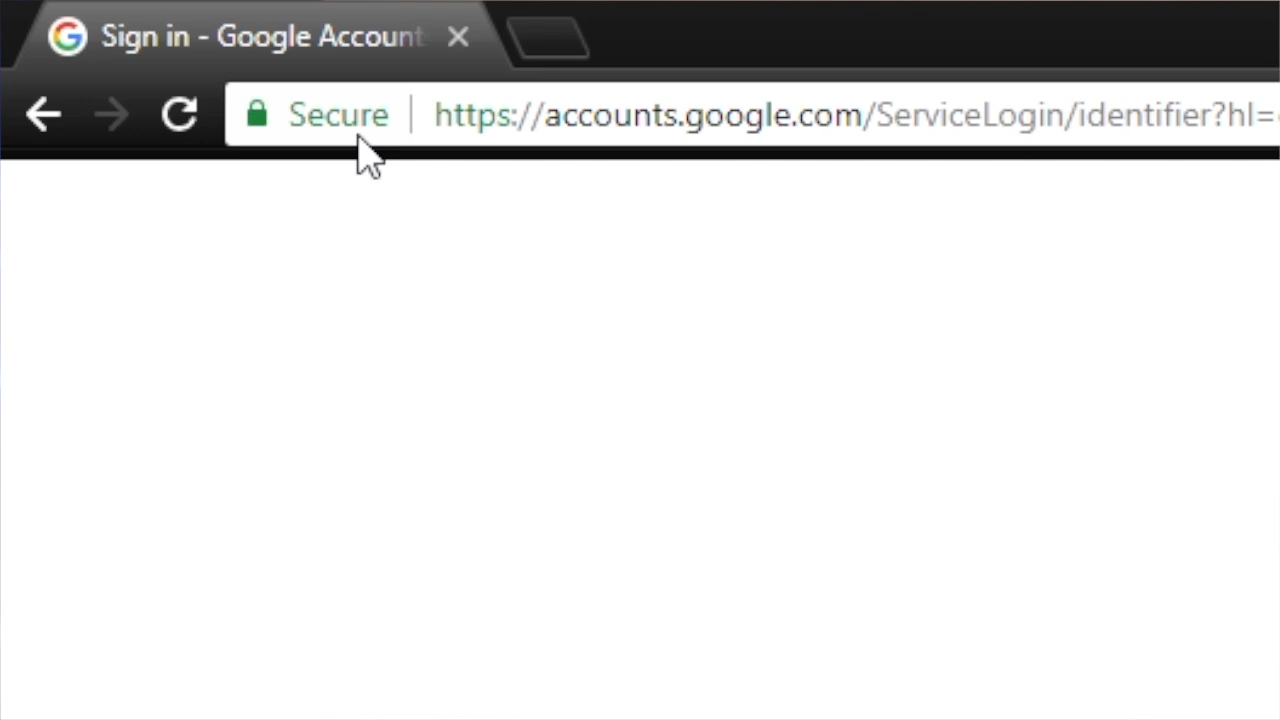 Sign in - Google Account
Secure https://accounts.google.com/ServiceLogin/identifier?hl=